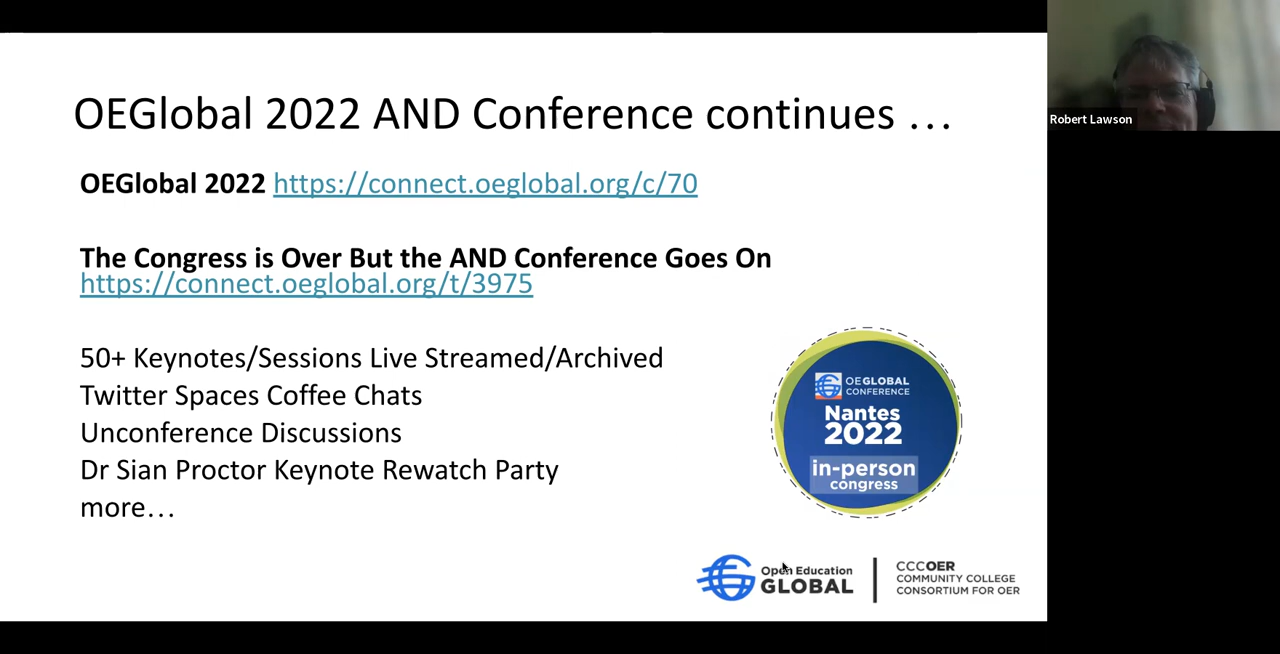 OEGlobal 2022 AND Conference continues …
OEGlobal 2022 https://connect.oeglobal.org/c/70
The Congress is Over But the AND Conference Goes On
https://connect.oeglobal.org/t/3975
50+ Keynotes/Sessions Live Streamed/Archived
Twitter Spaces Coffee Chats
Unconference Discussions
Dr Sian Proctor Keynote Rewatch Party
more…
OEGLOBAL
CONFERENCE
Nantes
2022
in-person
congress
Open Education
GLOBAL
CCCOER
COMMUNITY COLLEGE
CONSORTIUM FOR OER
Robert Lawson